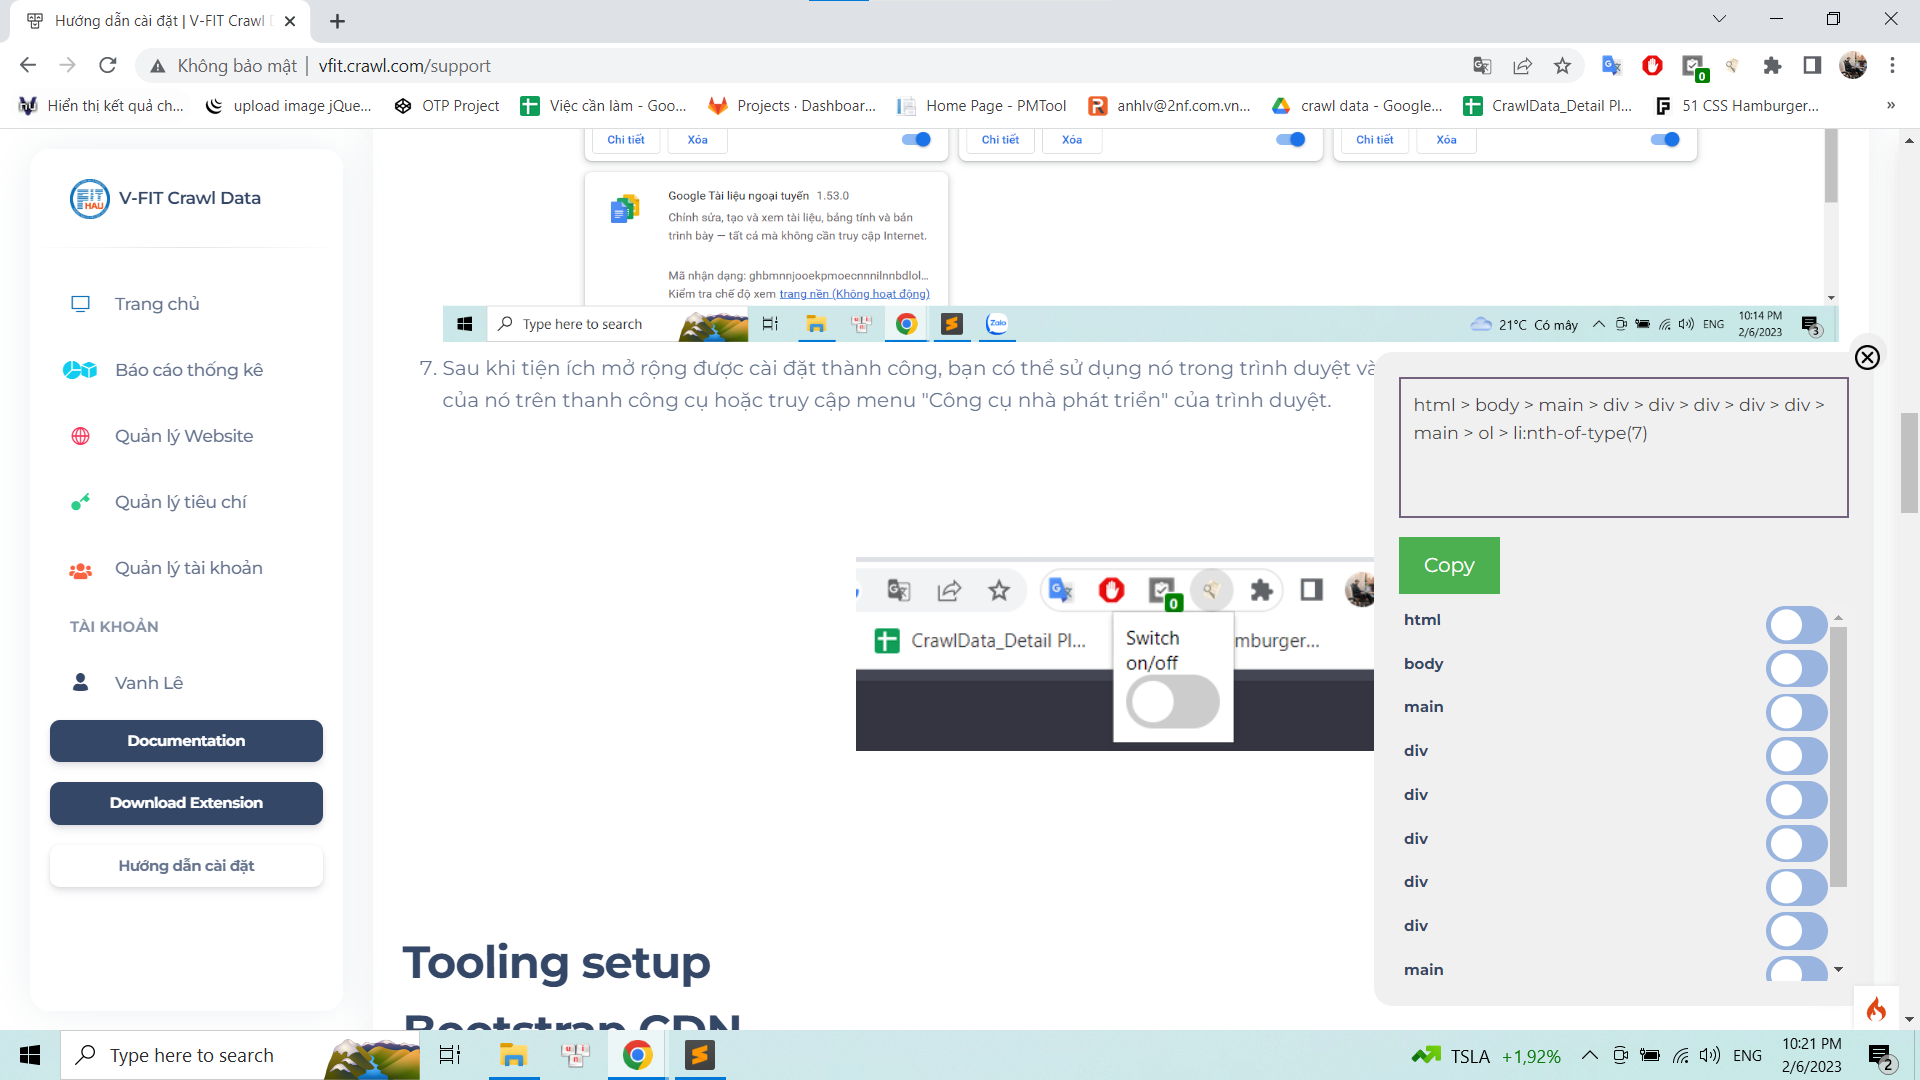 Hướng dẫn cài đặt | V-FIT Crawl D
Không bảo mật | vfit.crawl.com/support
0
Hiển thị kết quả ch...
upload image jQue...
OTP Project
Việc cần làm - Goo...
Projects · Dashboar...
Home Page - PMTool
anhlv@2nf.com.vn...
crawl data - Google...
CrawlData_Detail Pl...
51 CSS Hamburger...
»
FIT HAU
V-FIT Crawl Data
Trang chủ
Báo cáo thống kê
Quản lý Website
Quản lý tiêu chí
Quản lý tài khoản
TÀI KHOẢN
Vanh Lê
Documentation
Download Extension
Hướng dẫn cài đặt
Chi tiết Xóa
Chi tiết Xóa
Chi tiết Xóa
Google Tài liệu ngoại tuyến 1.53.0
Chỉnh sửa, tạo và xem tài liệu, bảng tính và bản
trình bày — tất cả mà không cần truy cập Internet.
Mã nhận dạng: ghbmnnjooekpmoecnnnilnnbdlol...
Kiểm tra chế độ xem trang nền (Không hoạt động)
Type here to search
Zalo
21°C Có mây
ENG
10:14 PM
2/6/2023
3
7. Sau khi tiện ích mở rộng được cài đặt thành công, bạn có thể sử dụng nó trong trình duyệt và
của nó trên thanh công cụ hoặc truy cập menu "Công cụ nhà phát triển" của trình duyệt.
0
CrawlData_Detail Pl...
mburger...
Switch
on/off
Tooling setup
Bootstrap CDN
html > body > main > div > div > div > div > div >
main > ol > li:nth-of-type(7)
Copy
html
body
main
div
div
div
div
div
main
Type here to search
TSLA +1,92%
ENG
10:21 PM
2/6/2023
2